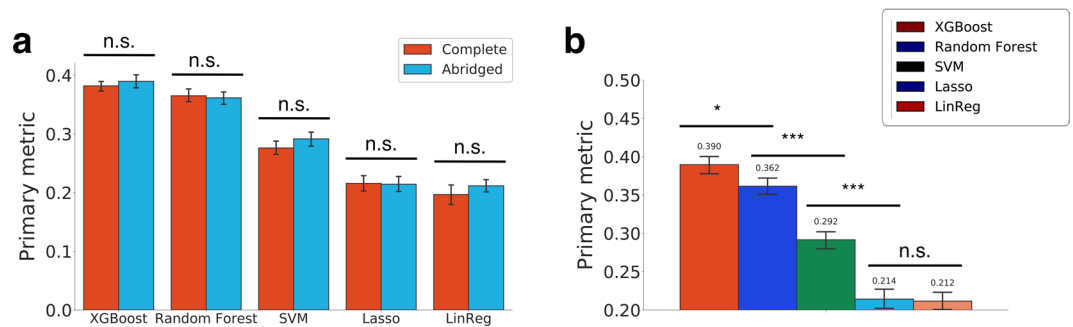 a
n.s.
n.s.
n.s.
n.s.
n.s.
Complete
Abridged
Primary metric
0.4
0.3
0.2
0.1
0.0
XGBoost
Random Forest
SVM
Lasso
LinReg
b
XGBoost
Random Forest
SVM
Lasso
LinReg
Primary metric
0.50
0.45
0.40
0.35
0.30
0.25
0.20
*
***
***
n.s.
0.390
0.362
0.292
0.214
0.212